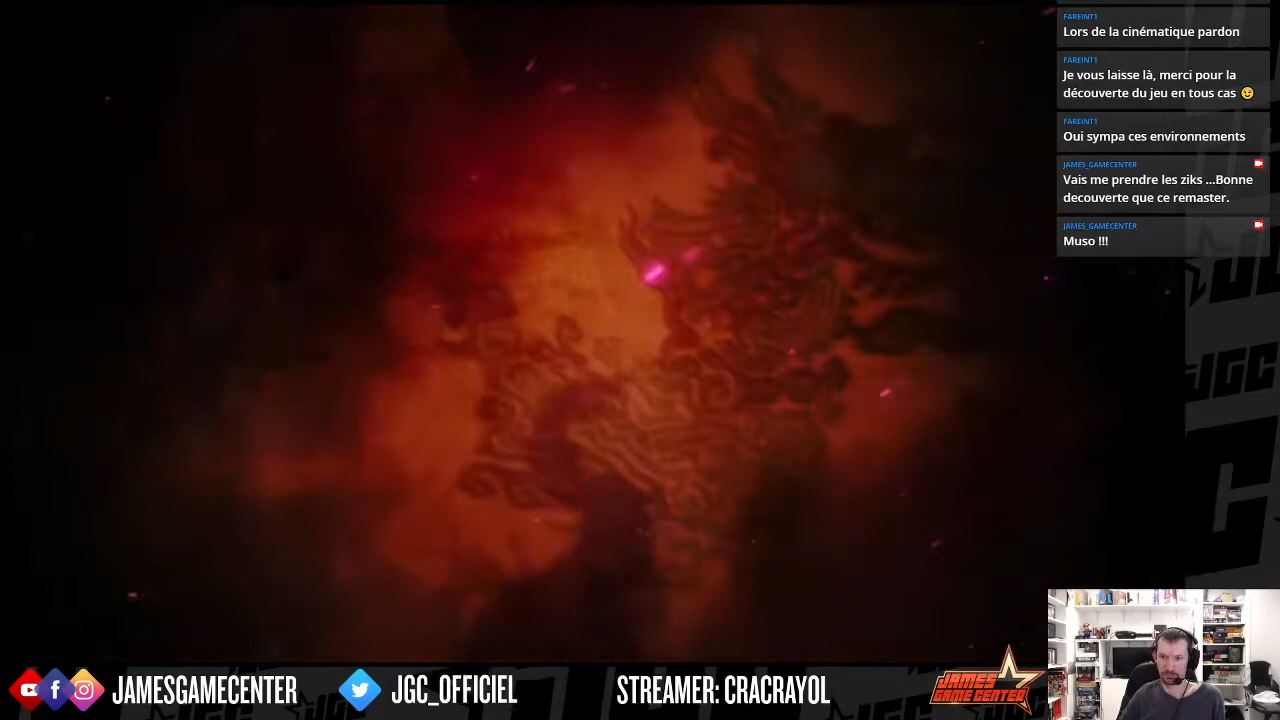 FAREINT1
Lors de la cinématique pardon
FAREINT1
Je vous laisse là, merci pour la
découverte du jeu en tous cas 😉
FAREINT1
Oui sympa ces environnements
JAMES_GAMECENTER
Vais me prendre les ziks ...Bonne
decouverte que ce remaster.
JAMES_GAMECENTER
Muso !!!
JGC
JAMESGAMECENTER
JGC_OFFICIEL
STREAMER: CRACRAYOL
JAMES
GAME CENTER